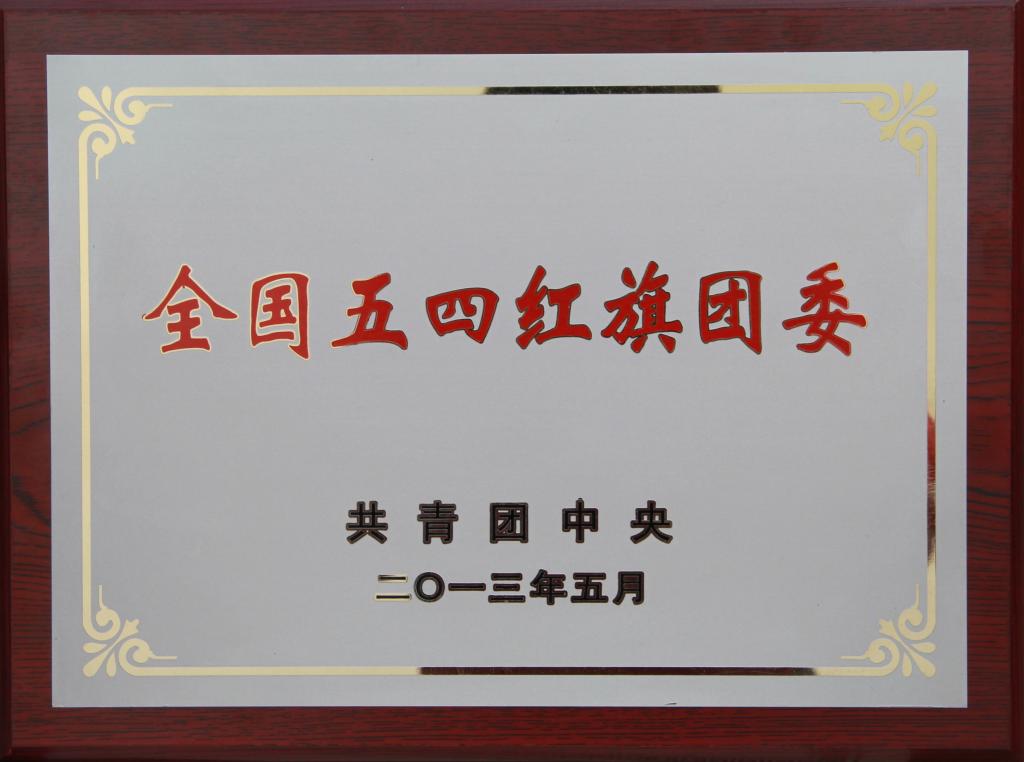 全国五四红旗团委
共青团中央
二〇一三年五月